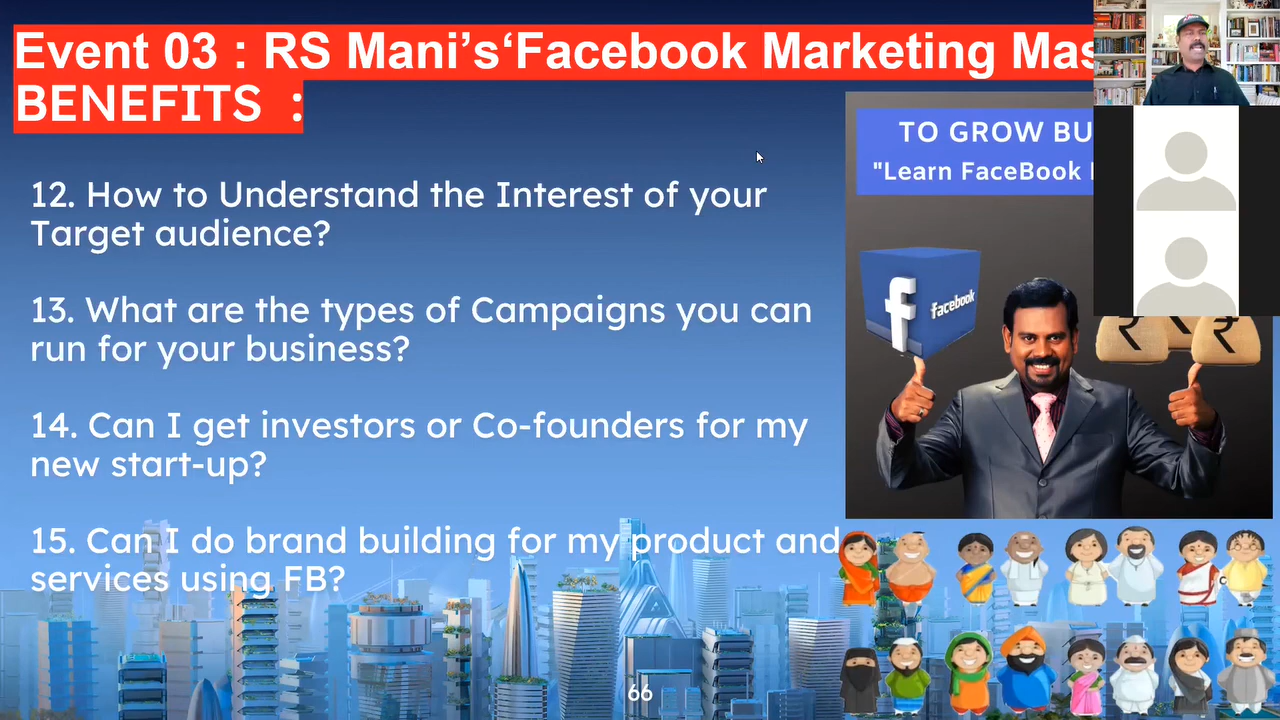 Event 03 : RS Mani’s‘Facebook Marketing Mas
BENEFITS :
12. How to Understand the Interest of your
Target audience?
13. What are the types of Campaigns you can
run for your business?
14. Can I get investors or Co-founders for my
new start-up?
15. Can I do brand building for my product and
services using FB?
TO GROW BU
"Learn FaceBook
f
facebook
₹
₹
66